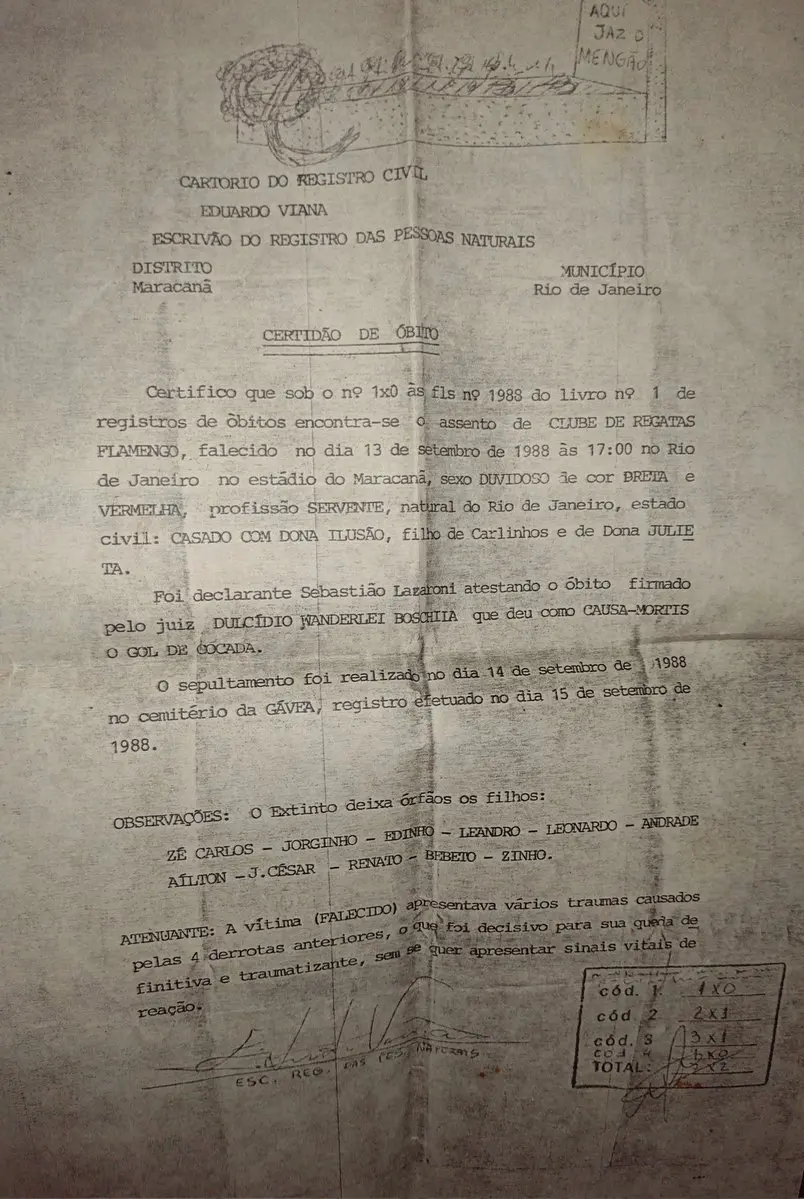 AQUÍ
JAZ O
MENGÃO
CARTORIO DO REGISTRO CIVIL
EDUARDO VIANA
ESCRIVÃO DO REGISTRO DAS PESSOAS NATURAIS
DISTRITO
Maracanã
MUNICÍPIO
Rio de Janeiro
CERTIDÃO DE ÓBITO
Certifico que sob o nº 1x0 às fls nº 1988 do livro nº 1 de
registros de òbitos encontra-se o assento de CLUBE DE REGATAS
FLAMENGO, falecido no dia 13 de setembro de 1988 às 17:00 no Rio
de Janeiro no estádio do Maracanã, sexo DUVIDOSO de cor PRETA e
VERMELHA, profissão SERVENTE, natural do Rio de Janeiro, estado
civil: CASADO COM DONA ILUSÃO, filho de Carlinhos e de Dona JULIE
TA.
Foi declarante Sebastião Lazaroni atestando o óbito firmado
pelo juiz DULCÍDIO WANDERLEI BOSCHIIA que deu como CAUSA-MORTIS
O GOL DE COCADA.
O sepultamento foi realizado no dia 14 de setembro de 1988
no cemitério da GÁVEA, registro efetuado no dia 15 de setembro de
1988.
OBSERVAÇÕES: O Extinto deixa órfãos os filhos:
ZÉ CARLOS - JORGINHO - EDINHO - LEANDRO - LEONARDO - ANDRADE
AÍLTON -J.CÉSAR - RENATO - BEBETO - ZINHO.
ATENUANTE: A vítima (FALECIDO) apresentava vários traumas causados
pelas 4 derrotas anteriores, o que foi decisivo para sua queda de
finitiva e traumatizante, sem se quer apresentar sinais vitais de
reação.
ESC. REG. DAS PES. NATURAIS.
cód. 1 1X0
cód. 2 2X1
cód. 3 3X1
cód. 4
TOTAL: